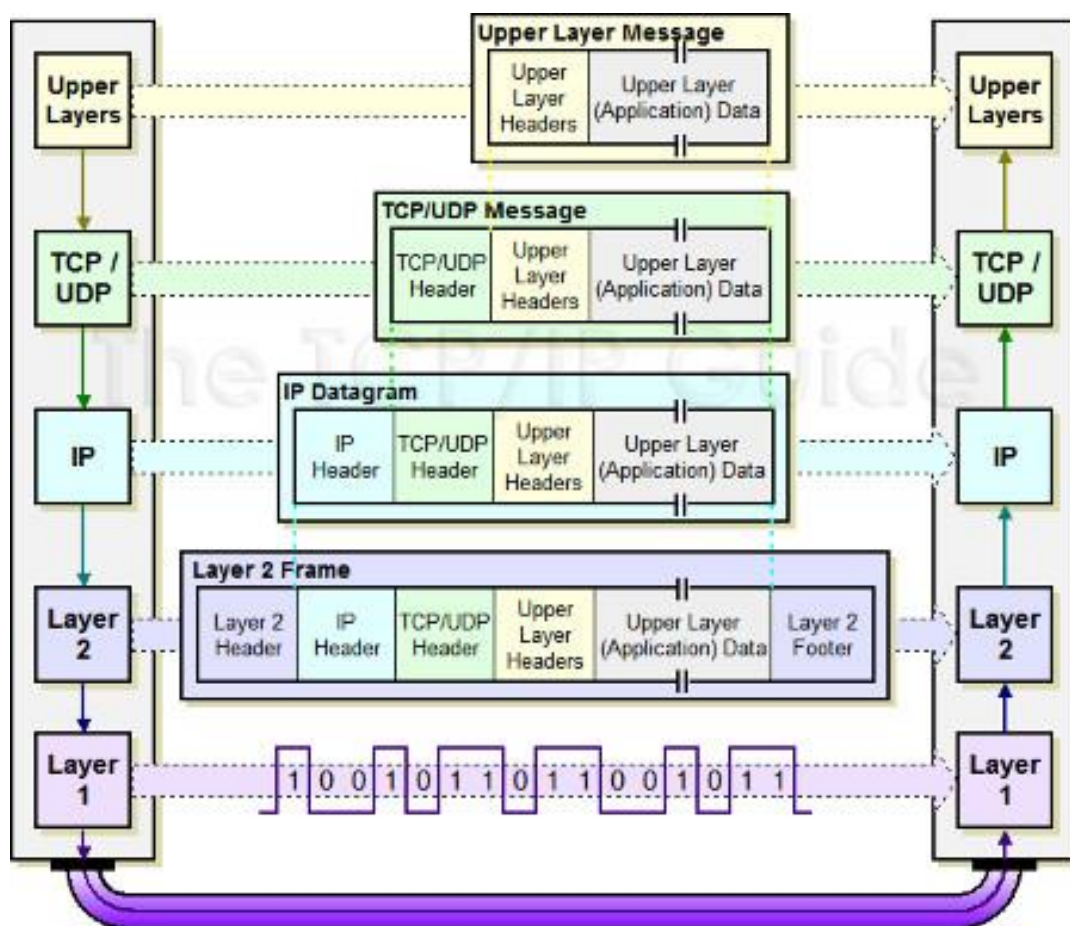 Upper Layer Message
Upper
Layers
Upper
Layer
Headers
Upper Layer
(Application) Data
Upper
Layers
TCP/UDP Message
TCP /
UDP
TCP/UDP
Header
Upper
Layer
Headers
Upper Layer
(Application) Data
TCP /
UDP
The TCP/IP Guide
IP Datagram
IP
IP
Header
TCP/UDP
Header
Upper
Layer
Headers
Upper Layer
(Application) Data
IP
Layer 2 Frame
Layer
2
Layer 2
Header
IP
Header
TCP/UDP
Header
Upper
Layer
Headers
Upper Layer
(Application) Data
Layer 2
Footer
Layer
2
Layer
1
1 0 0 1 0 1 1 0 1 1 0 0 1 0 1 1
Layer
1